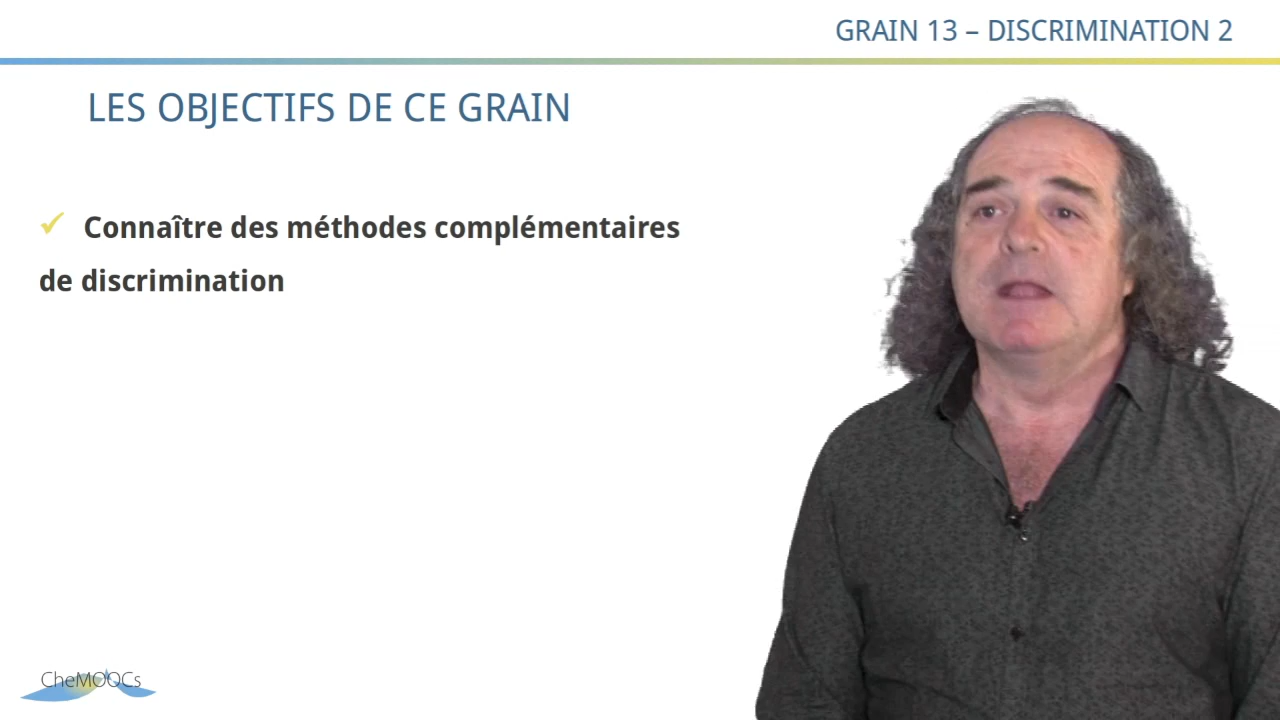 GRAIN 13 – DISCRIMINATION 2
LES OBJECTIFS DE CE GRAIN
✓ Connaître des méthodes complémentaires
de discrimination
CheMOOCs